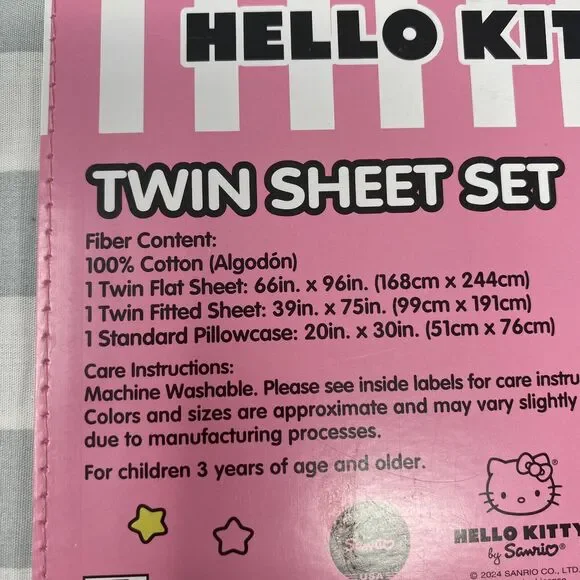 HELLO KIT
TWIN SHEET SET
Fiber Content:
100% Cotton (Algodón)
1 Twin Flat Sheet: 66in. x 96in. (168cm x 244cm)
1 Twin Fitted Sheet: 39in. x 75in. (99cm x 191cm)
1 Standard Pillowcase: 20in. x 30in. (51cm x 76cm)
Care Instructions:
Machine Washable. Please see inside labels for care instru
Colors and sizes are approximate and may vary slightly
due to manufacturing processes.
For children 3 years of age and older.
Sanrio
USA
HELLO KITTY
by Sanrio
© 2024 SANRIO CO., LTD.